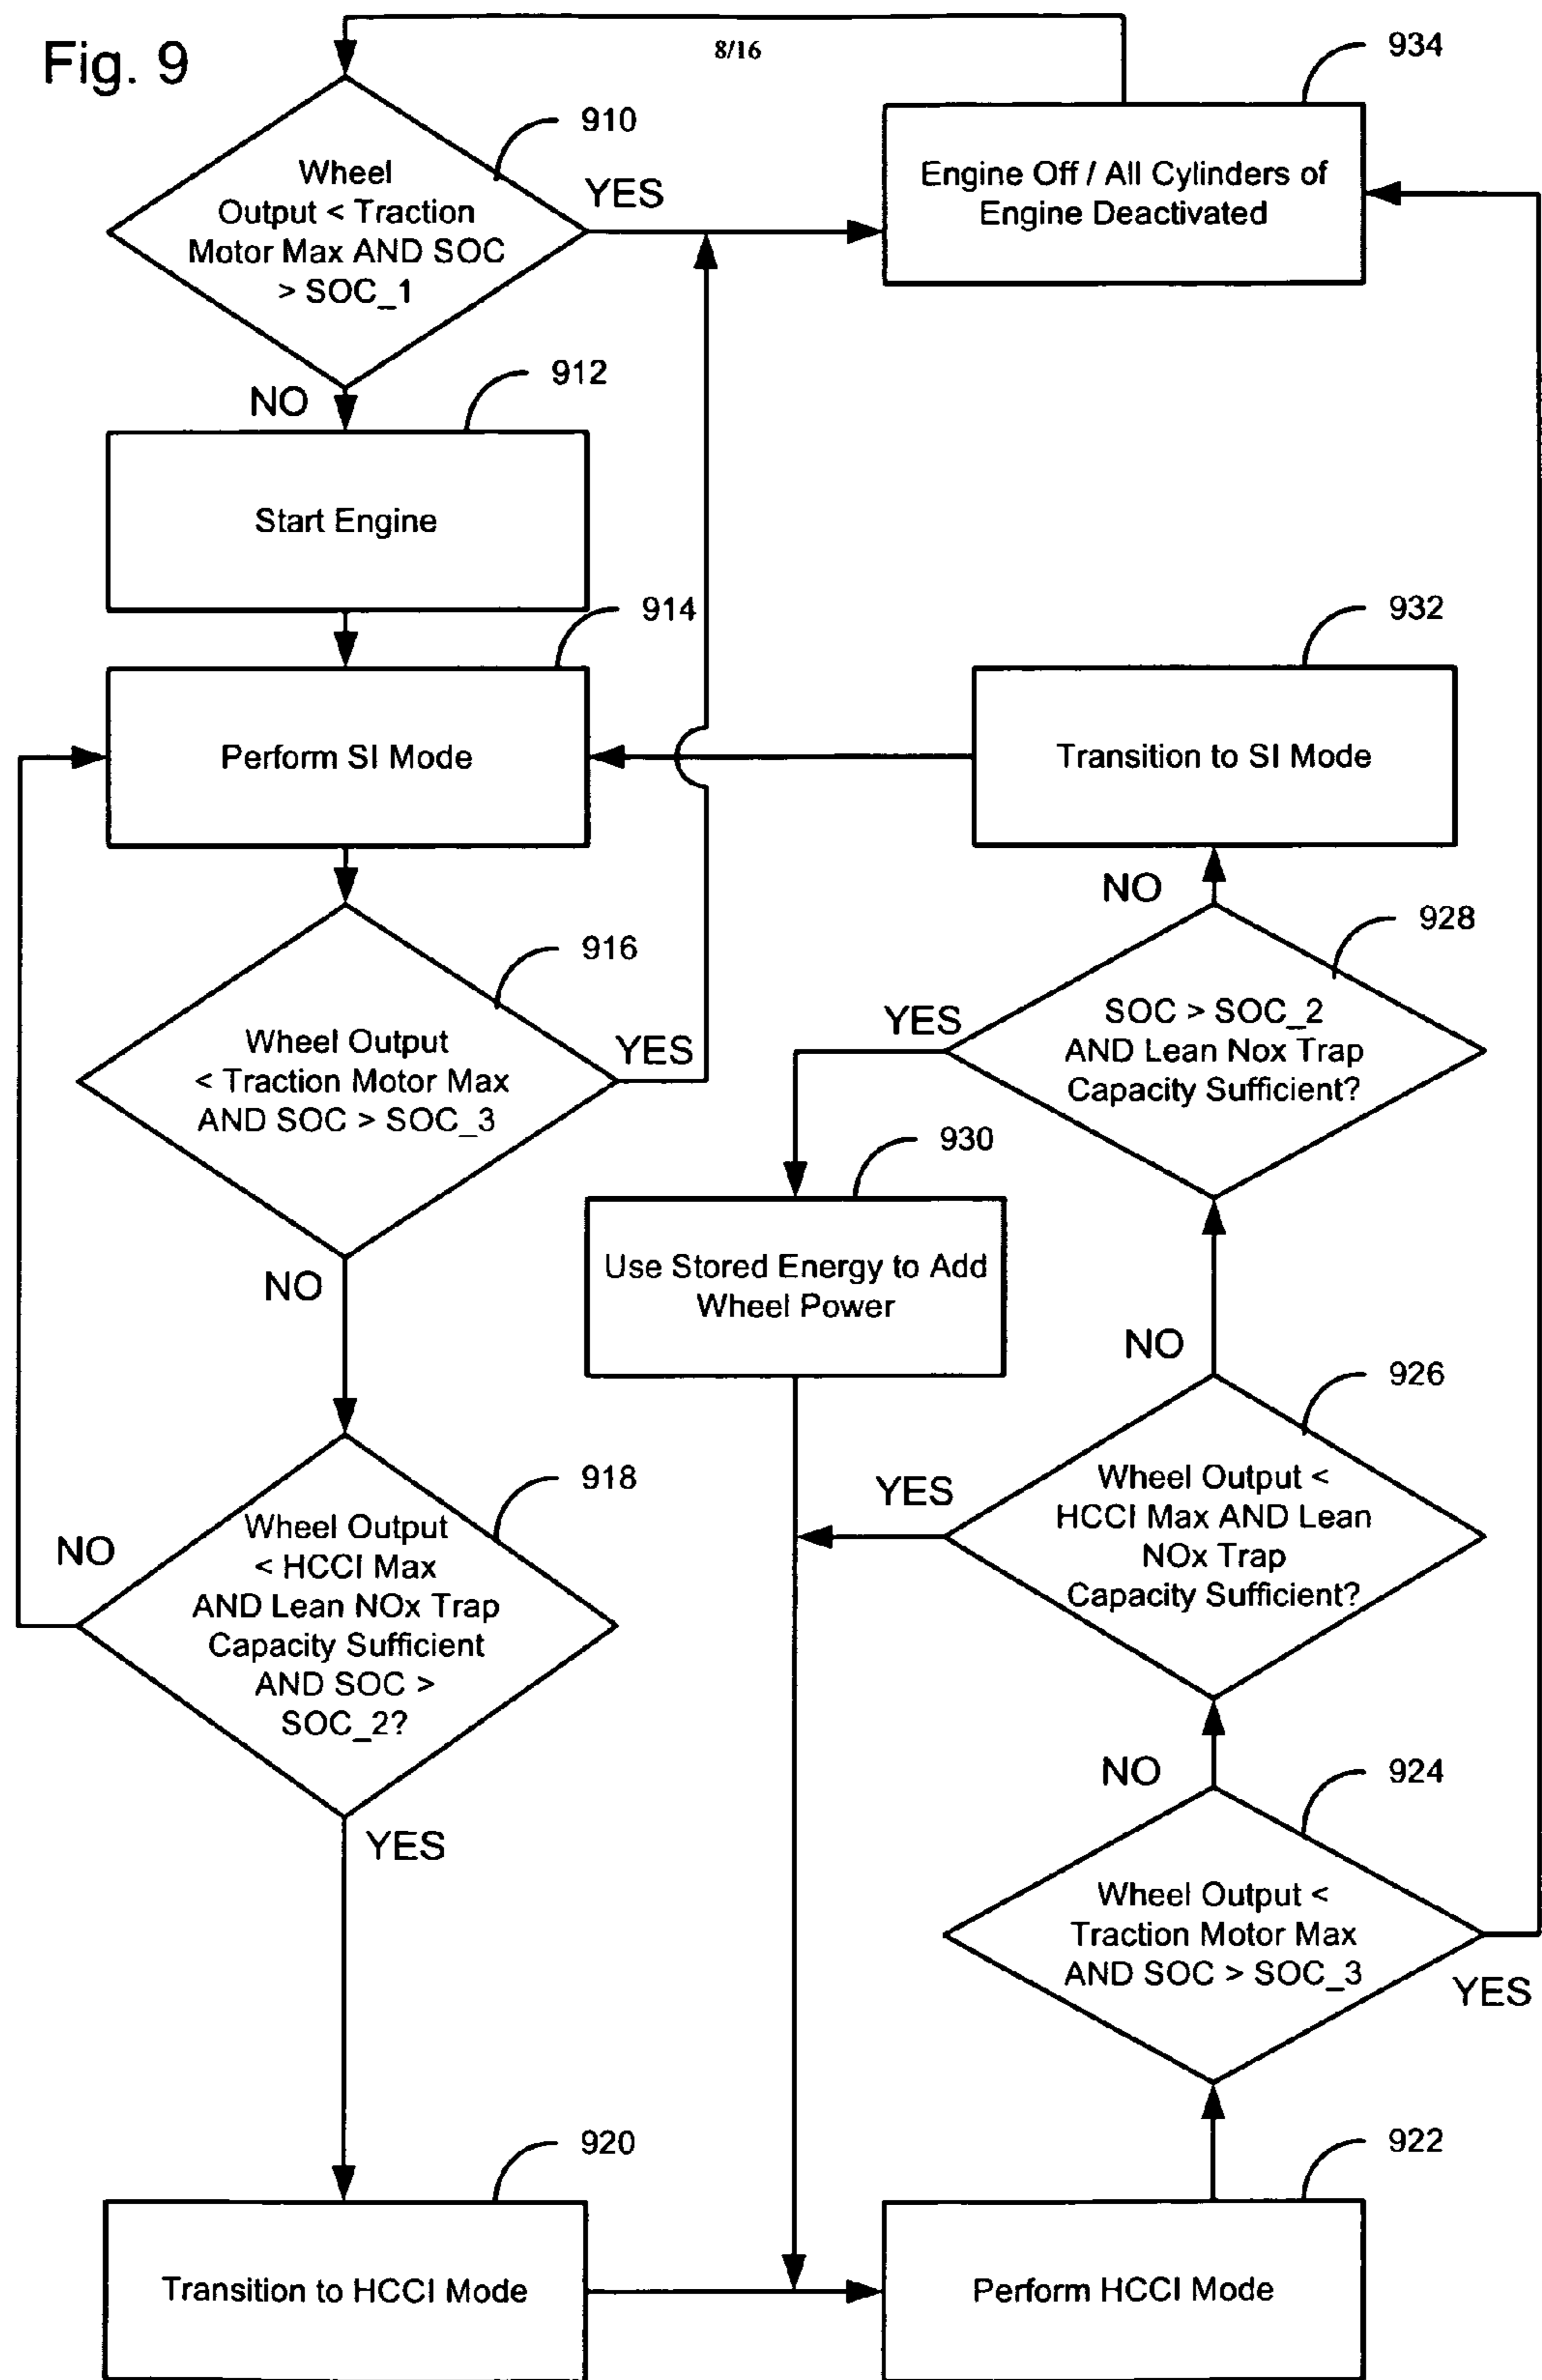 Fig. 9
8/16
934
910
Wheel
Output < Traction
Motor Max AND SOC
> SOC_1
YES
Engine Off / All Cylinders of
Engine Deactivated
NO
912
Start Engine
914
932
Perform SI Mode
Transition to SI Mode
NO
928
916
SOC > SOC_2
AND Lean Nox Trap
Capacity Sufficient?
YES
Wheel Output
< Traction Motor Max
AND SOC > SOC_3
YES
930
Use Stored Energy to Add
Wheel Power
NO
NO
926
918
Wheel Output <
HCCI Max AND Lean
NOx Trap
Capacity Sufficient?
YES
Wheel Output
< HCCI Max
AND Lean NOx Trap
Capacity Sufficient
AND SOC >
SOC_2?
NO
YES
NO
924
Wheel Output <
Traction Motor Max
AND SOC > SOC_3
YES
920
922
Transition to HCCI Mode
Perform HCCI Mode